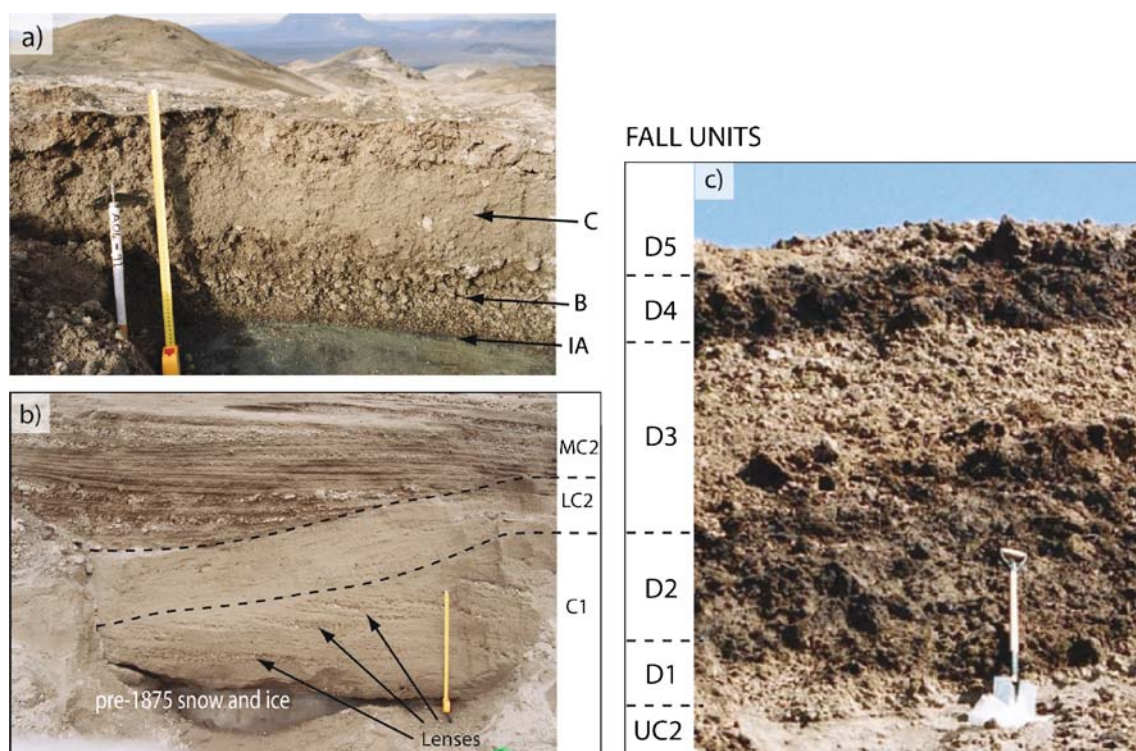 a)
C
B
IA
b)
MC2
LC2
C1
pre-1875 snow and ice
Lenses
FALL UNITS
c)
D5
D4
D3
D2
D1
UC2